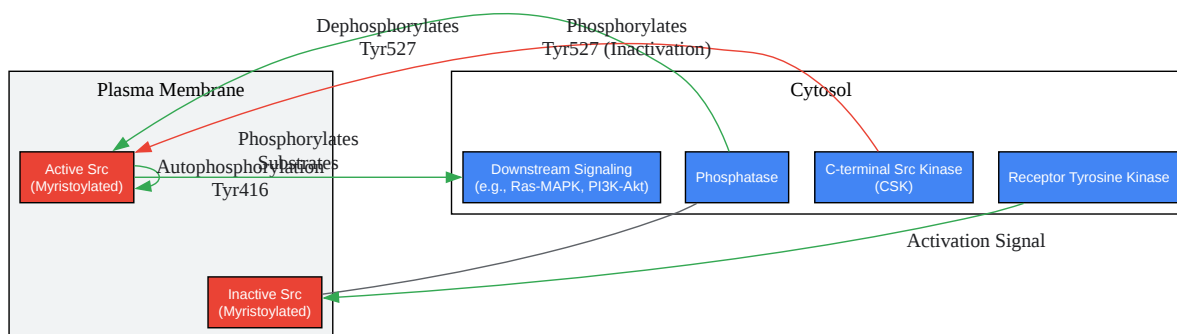 Dephosphorylates
Tyr527
Phosphorylates
Tyr527 (Inactivation)
Plasma Membrane
Cytosol
Phosphorylates
Substrates
Active Src
(Myristoylated)
Autophosphorylation
Tyr416
Downstream Signaling
(e.g., Ras-MAPK, PI3K-Akt)
Phosphatase
C-terminal Src Kinase
(CSK)
Receptor Tyrosine Kinase
Activation Signal
Inactive Src
(Myristoylated)